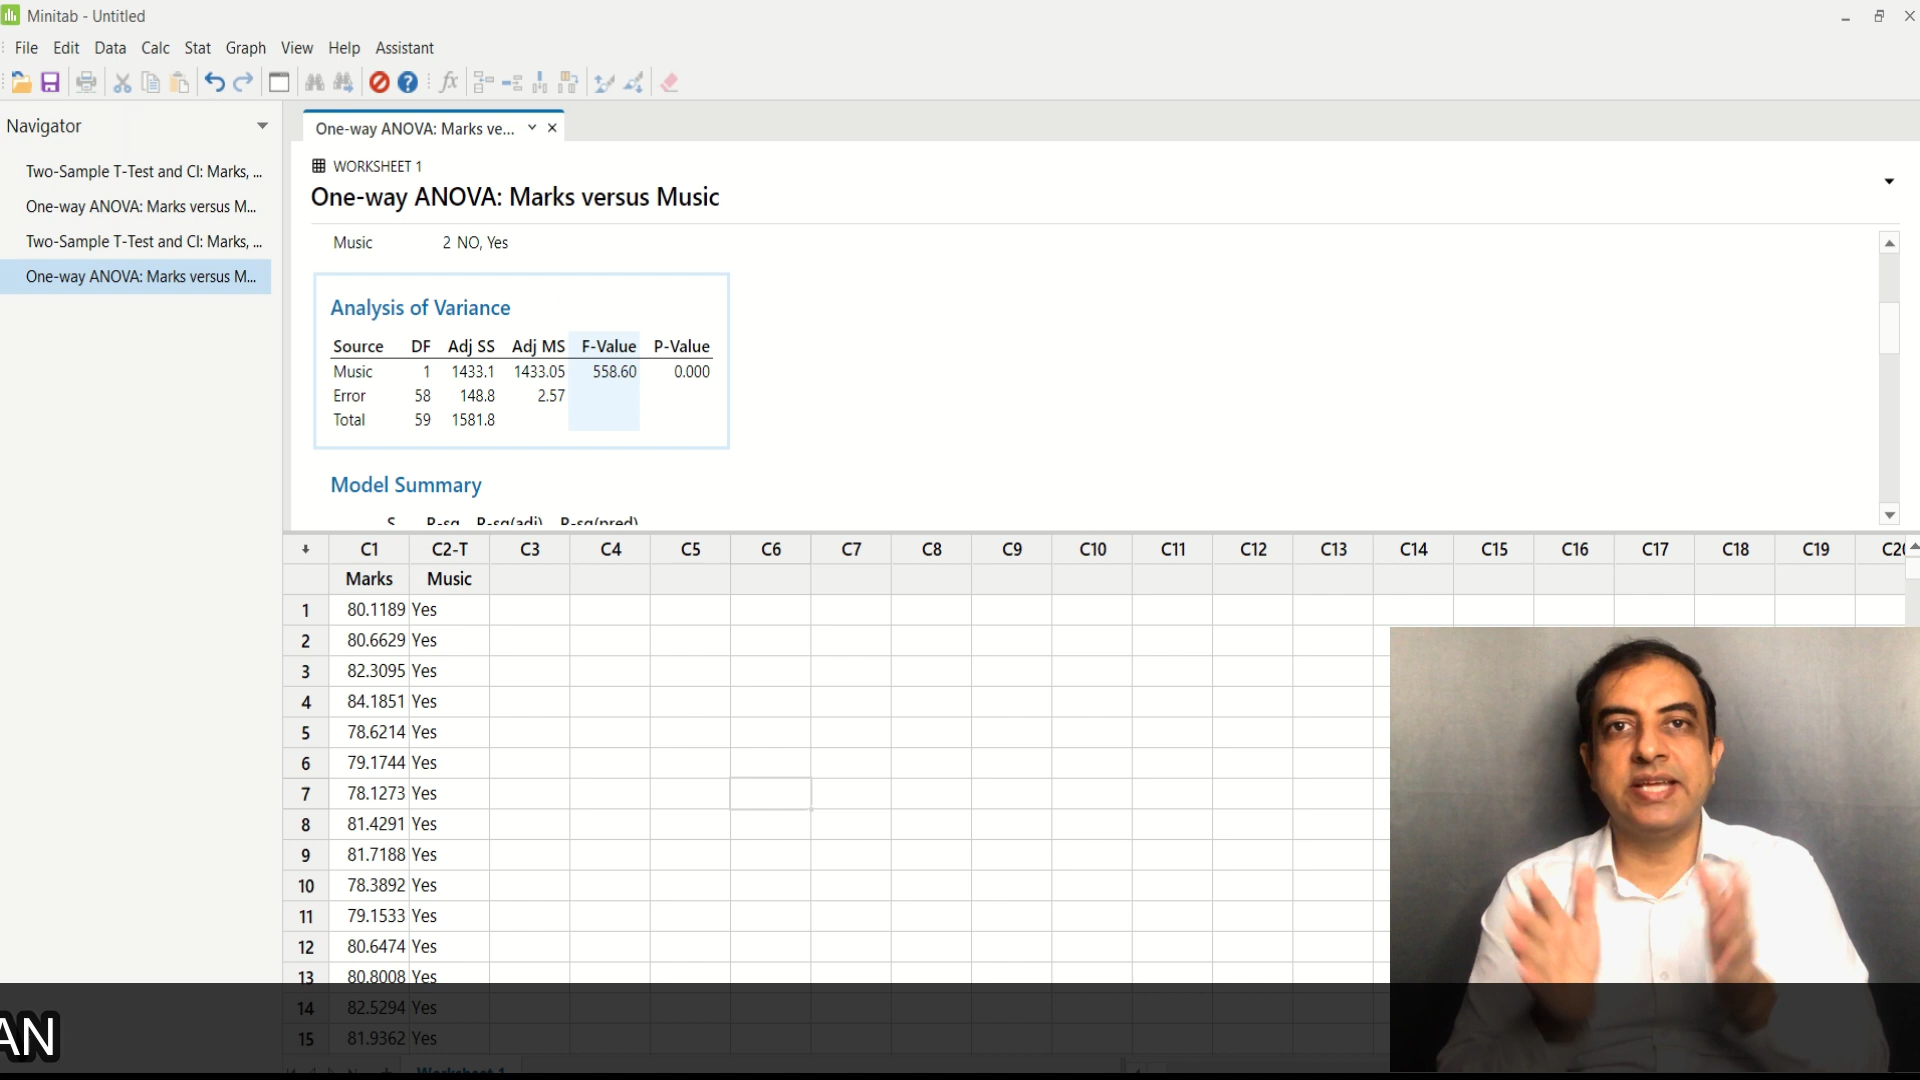 Minitab - Untitled
File Edit Data Calc Stat Graph View Help Assistant
Navigator
Two-Sample T-Test and CI: Marks, ...
One-way ANOVA: Marks versus M...
Two-Sample T-Test and CI: Marks, ...
One-way ANOVA: Marks versus M...
One-way ANOVA: Marks ve...
WORKSHEET 1
One-way ANOVA: Marks versus Music
Music 2 NO, Yes
Analysis of Variance
Source DF Adj SS Adj MS F-Value P-Value
Music 1 1433.1 1433.05 558.60 0.000
Error 58 148.8 2.57
Total 59 1581.8
Model Summary
S R-sq R-sq(adj) R-sq(pred)
C1 C2-T C3 C4 C5 C6 C7 C8 C9 C10 C11 C12 C13 C14 C15 C16 C17 C18 C19 C20
Marks Music
1 80.1189 Yes
2 80.6629 Yes
3 82.3095 Yes
4 84.1851 Yes
5 78.6214 Yes
6 79.1744 Yes
7 78.1273 Yes
8 81.4291 Yes
9 81.7188 Yes
10 78.3892 Yes
11 79.1533 Yes
12 80.6474 Yes
13 80.8008 Yes
14 82.5294 Yes
15 81.9362 Yes
AN
Worksheet 1